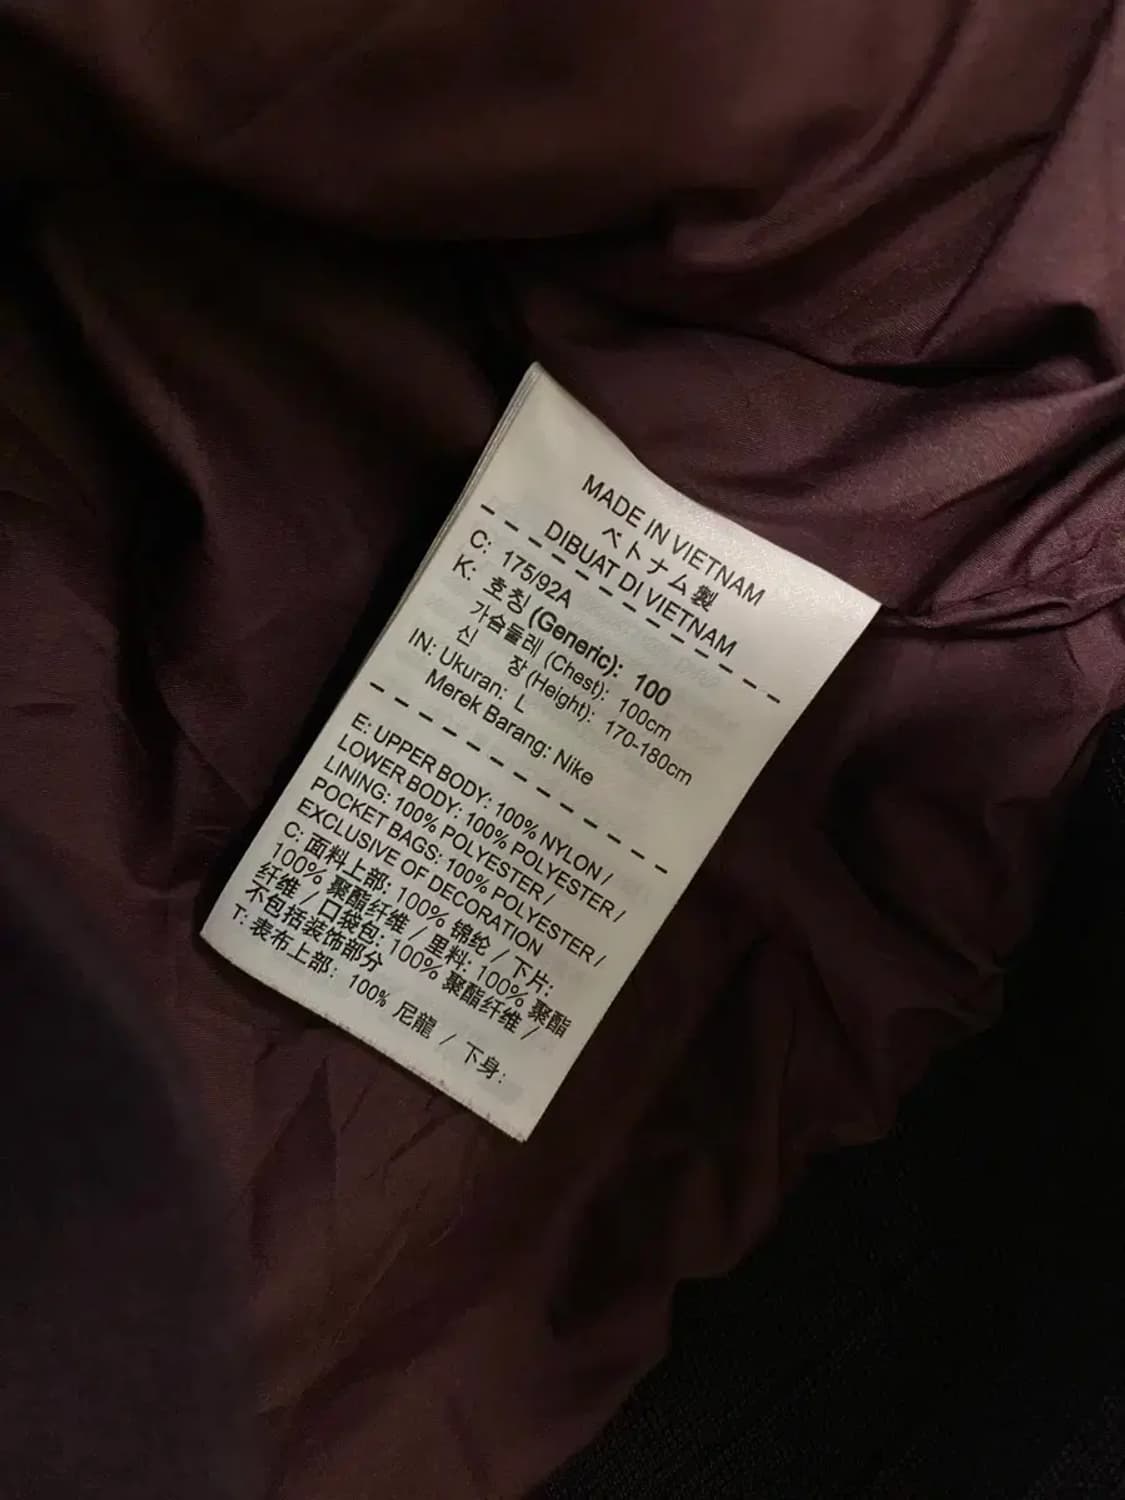 MADE IN VIETNAM
ベトナム製
DIBUAT DI VIETNAM
C: 175/92A
K: 호칭 (Generic): 100
가슴둘레 (Chest): 100cm
신 장 (Height): 170-180cm
IN: Ukuran: L
Merek Barang: Nike
E: UPPER BODY: 100% NYLON /
LOWER BODY: 100% POLYESTER /
LINING: 100% POLYESTER /
POCKET BAGS: 100% POLYESTER /
EXCLUSIVE OF DECORATION
C: 面料上部: 100% 锦纶 / 下片:
100% 聚酯纤维 / 里料: 100% 聚酯
纤维 / 口袋包: 100% 聚酯纤维 /
不包括装饰部分
T: 表布上部: 100% 尼龍 / 下身: